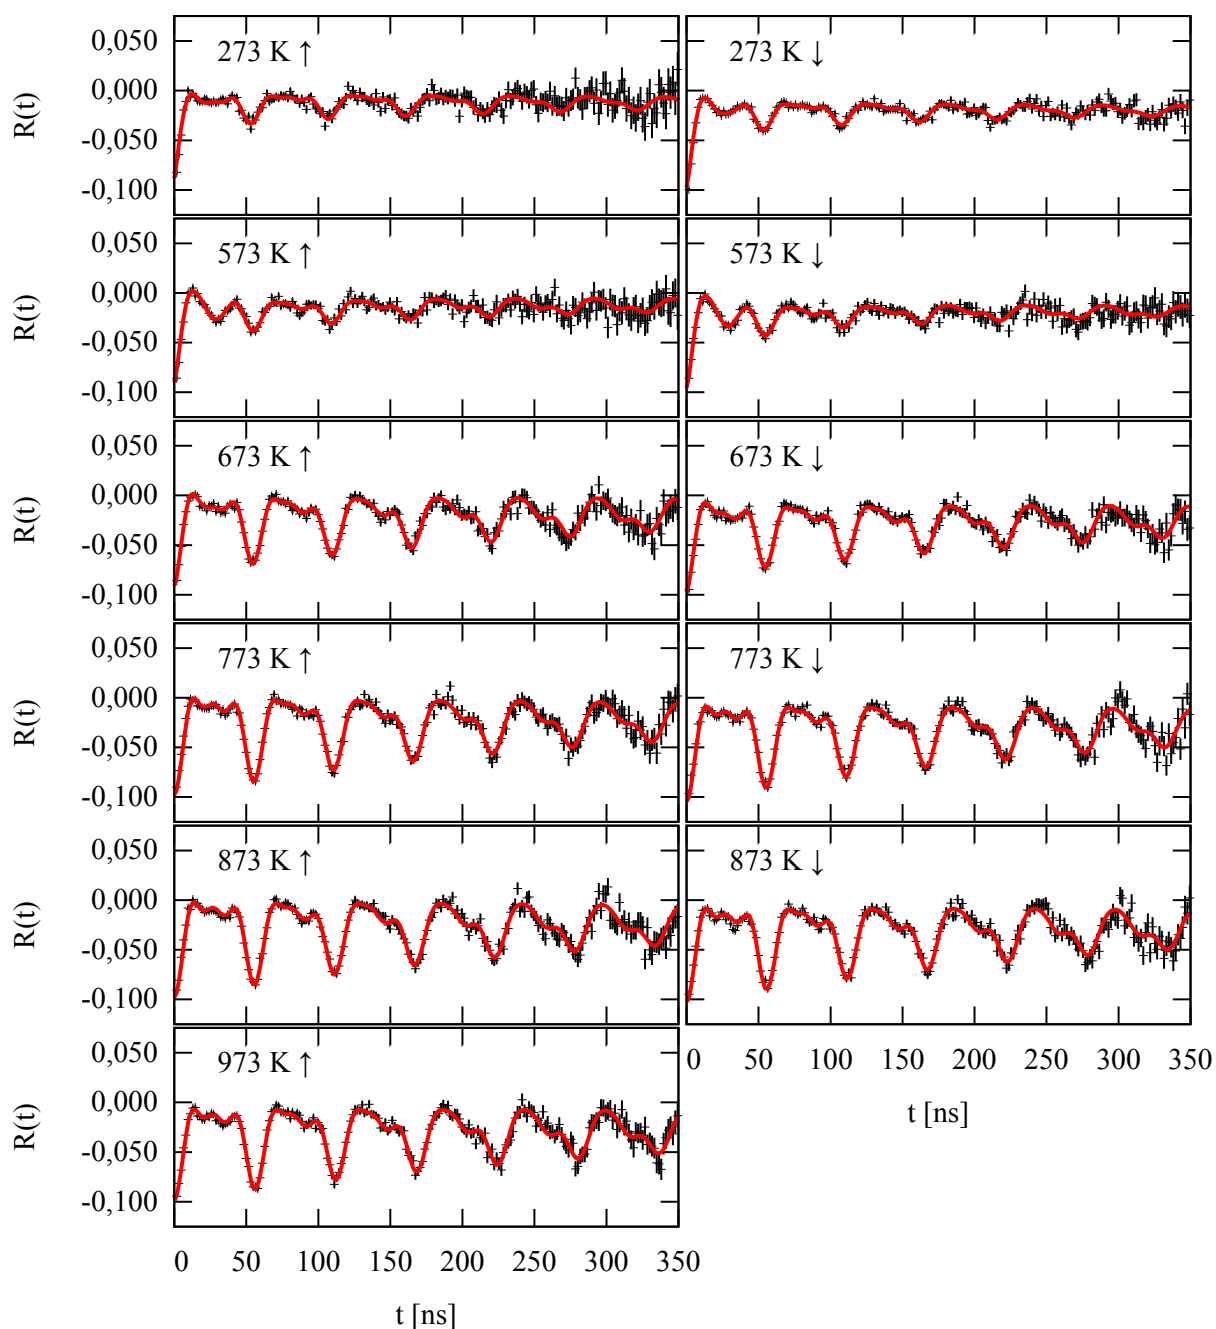 0,050
0,000
-0,050
-0,100
R(t)
273 K ↑
273 K ↓
0,050
0,000
-0,050
-0,100
R(t)
573 K ↑
573 K ↓
0,050
0,000
-0,050
-0,100
R(t)
673 K ↑
673 K ↓
0,050
0,000
-0,050
-0,100
R(t)
773 K ↑
773 K ↓
0,050
0,000
-0,050
-0,100
R(t)
873 K ↑
873 K ↓
0,050
0,000
-0,050
-0,100
R(t)
973 K ↑
0 50 100 150 200 250 300 350
t [ns]
0 50 100 150 200 250 300 350
t [ns]